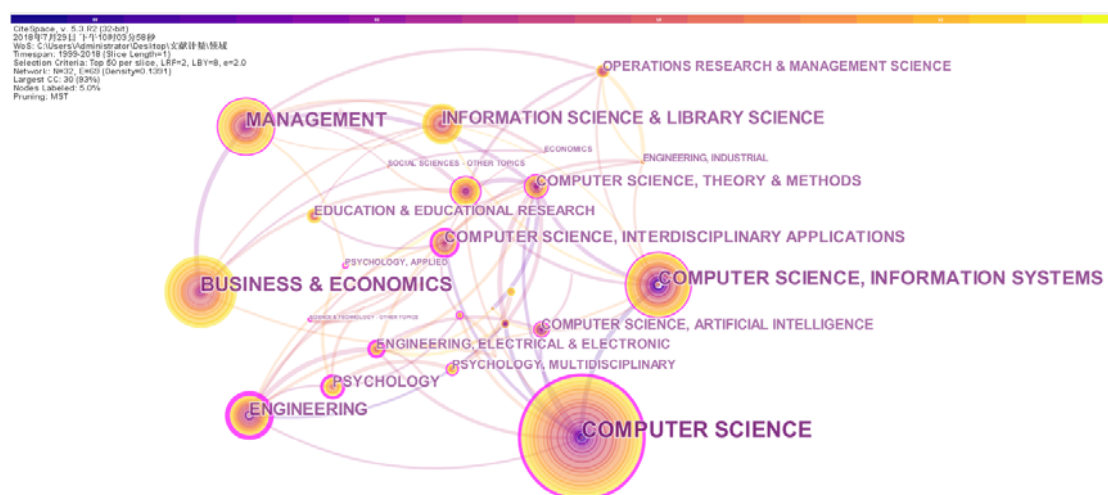 CiteSpace, v. 5.3 R2 (32-bit)
2018年7月29日 下午10时03分58秒
WoS: C:\Users\Administrator\Desktop\文献计量\领域
Timespan: 1999-2018 (Slice Length=1)
Selection Criteria: Top 50 per slice, LRF=2, LBY=8, e=2.0
Network: N=32, E=69 (Density=0.1391)
Largest CC: 30 (93%)
Nodes Labeled: 5.0%
Pruning: MST
OPERATIONS RESEARCH & MANAGEMENT SCIENCE
MANAGEMENT
INFORMATION SCIENCE & LIBRARY SCIENCE
ECONOMICS
SOCIAL SCIENCES - OTHER TOPICS
ENGINEERING, INDUSTRIAL
COMPUTER SCIENCE, THEORY & METHODS
EDUCATION & EDUCATIONAL RESEARCH
COMPUTER SCIENCE, INTERDISCIPLINARY APPLICATIONS
PSYCHOLOGY, APPLIED
BUSINESS & ECONOMICS
COMPUTER SCIENCE, INFORMATION SYSTEMS
SCIENCE & TECHNOLOGY - OTHER TOPICS
COMPUTER SCIENCE, ARTIFICIAL INTELLIGENCE
ENGINEERING, ELECTRICAL & ELECTRONIC
PSYCHOLOGY, MULTIDISCIPLINARY
PSYCHOLOGY
ENGINEERING
COMPUTER SCIENCE